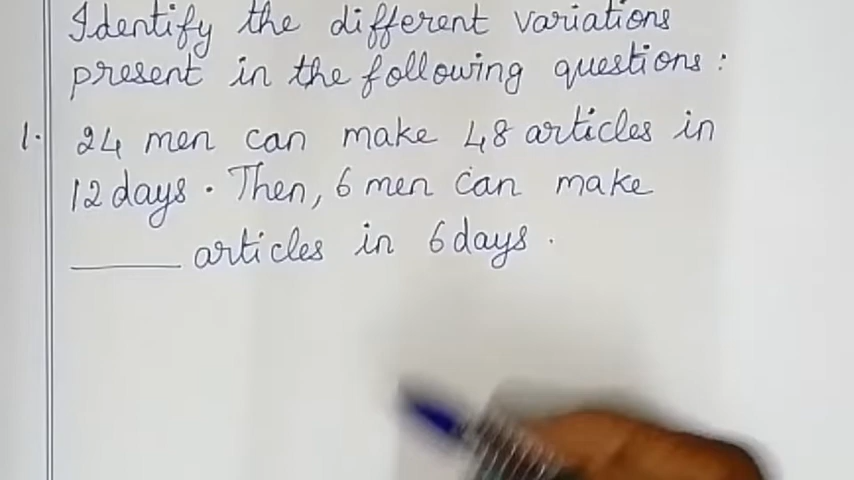 Identify the different variations
present in the following questions :
1. 24 men can make 48 articles in
12 days. Then, 6 men can make
______ articles in 6 days.